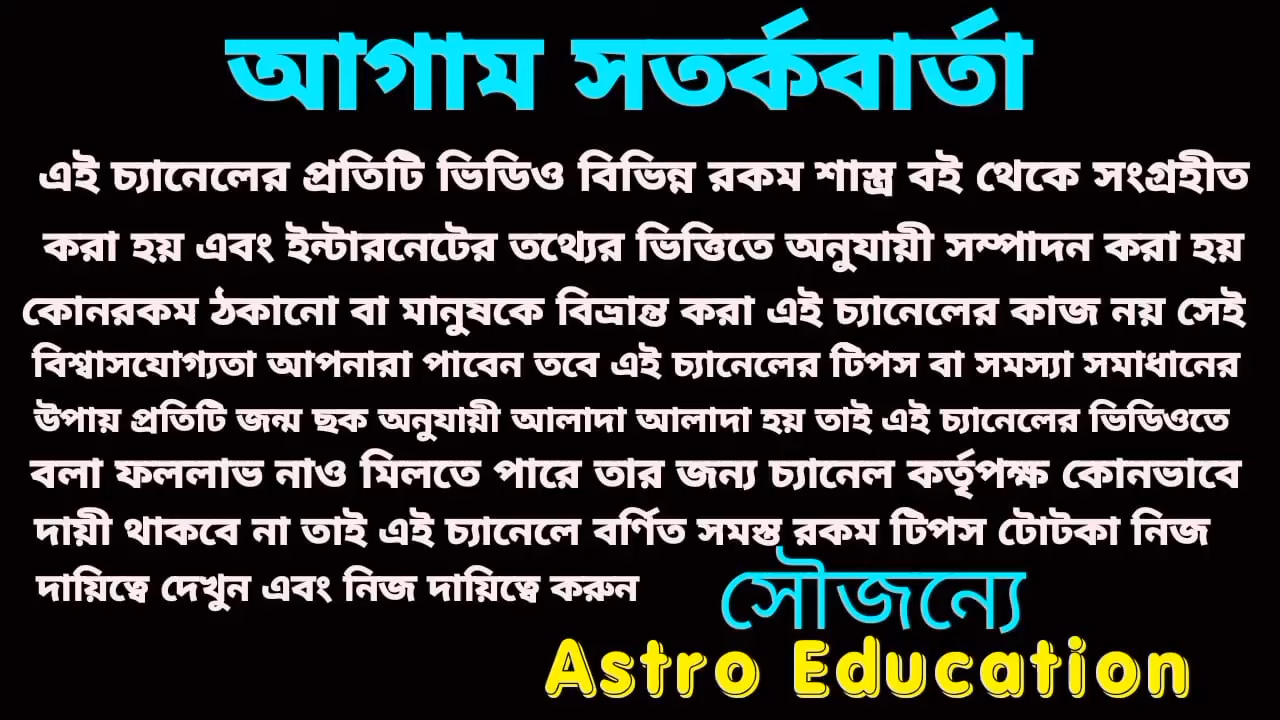 আগাম সতর্কবার্তা
এই চ্যানেলের প্রতিটি ভিডিও বিভিন্ন রকম শাস্ত্র বই থেকে সংগ্রহীত
করা হয় এবং ইন্টারনেটের তথ্যের ভিত্তিতে অনুযায়ী সম্পাদন করা হয়
কোনরকম ঠকানো বা মানুষকে বিভ্রান্ত করা এই চ্যানেলের কাজ নয় সেই
বিশ্বাসযোগ্যতা আপনারা পাবেন তবে এই চ্যানেলের টিপস বা সমস্যা সমাধানের
উপায় প্রতিটি জন্ম ছক অনুযায়ী আলাদা আলাদা হয় তাই এই চ্যানেলের ভিডিওতে
বলা ফললাভ নাও মিলতে পারে তার জন্য চ্যানেল কর্তৃপক্ষ কোনভাবে
দায়ী থাকবে না তাই এই চ্যানেলে বর্ণিত সমস্ত রকম টিপস টোটকা নিজ
দায়িত্বে দেখুন এবং নিজ দায়িত্বে করুন
সৌজন্যে
Astro Education